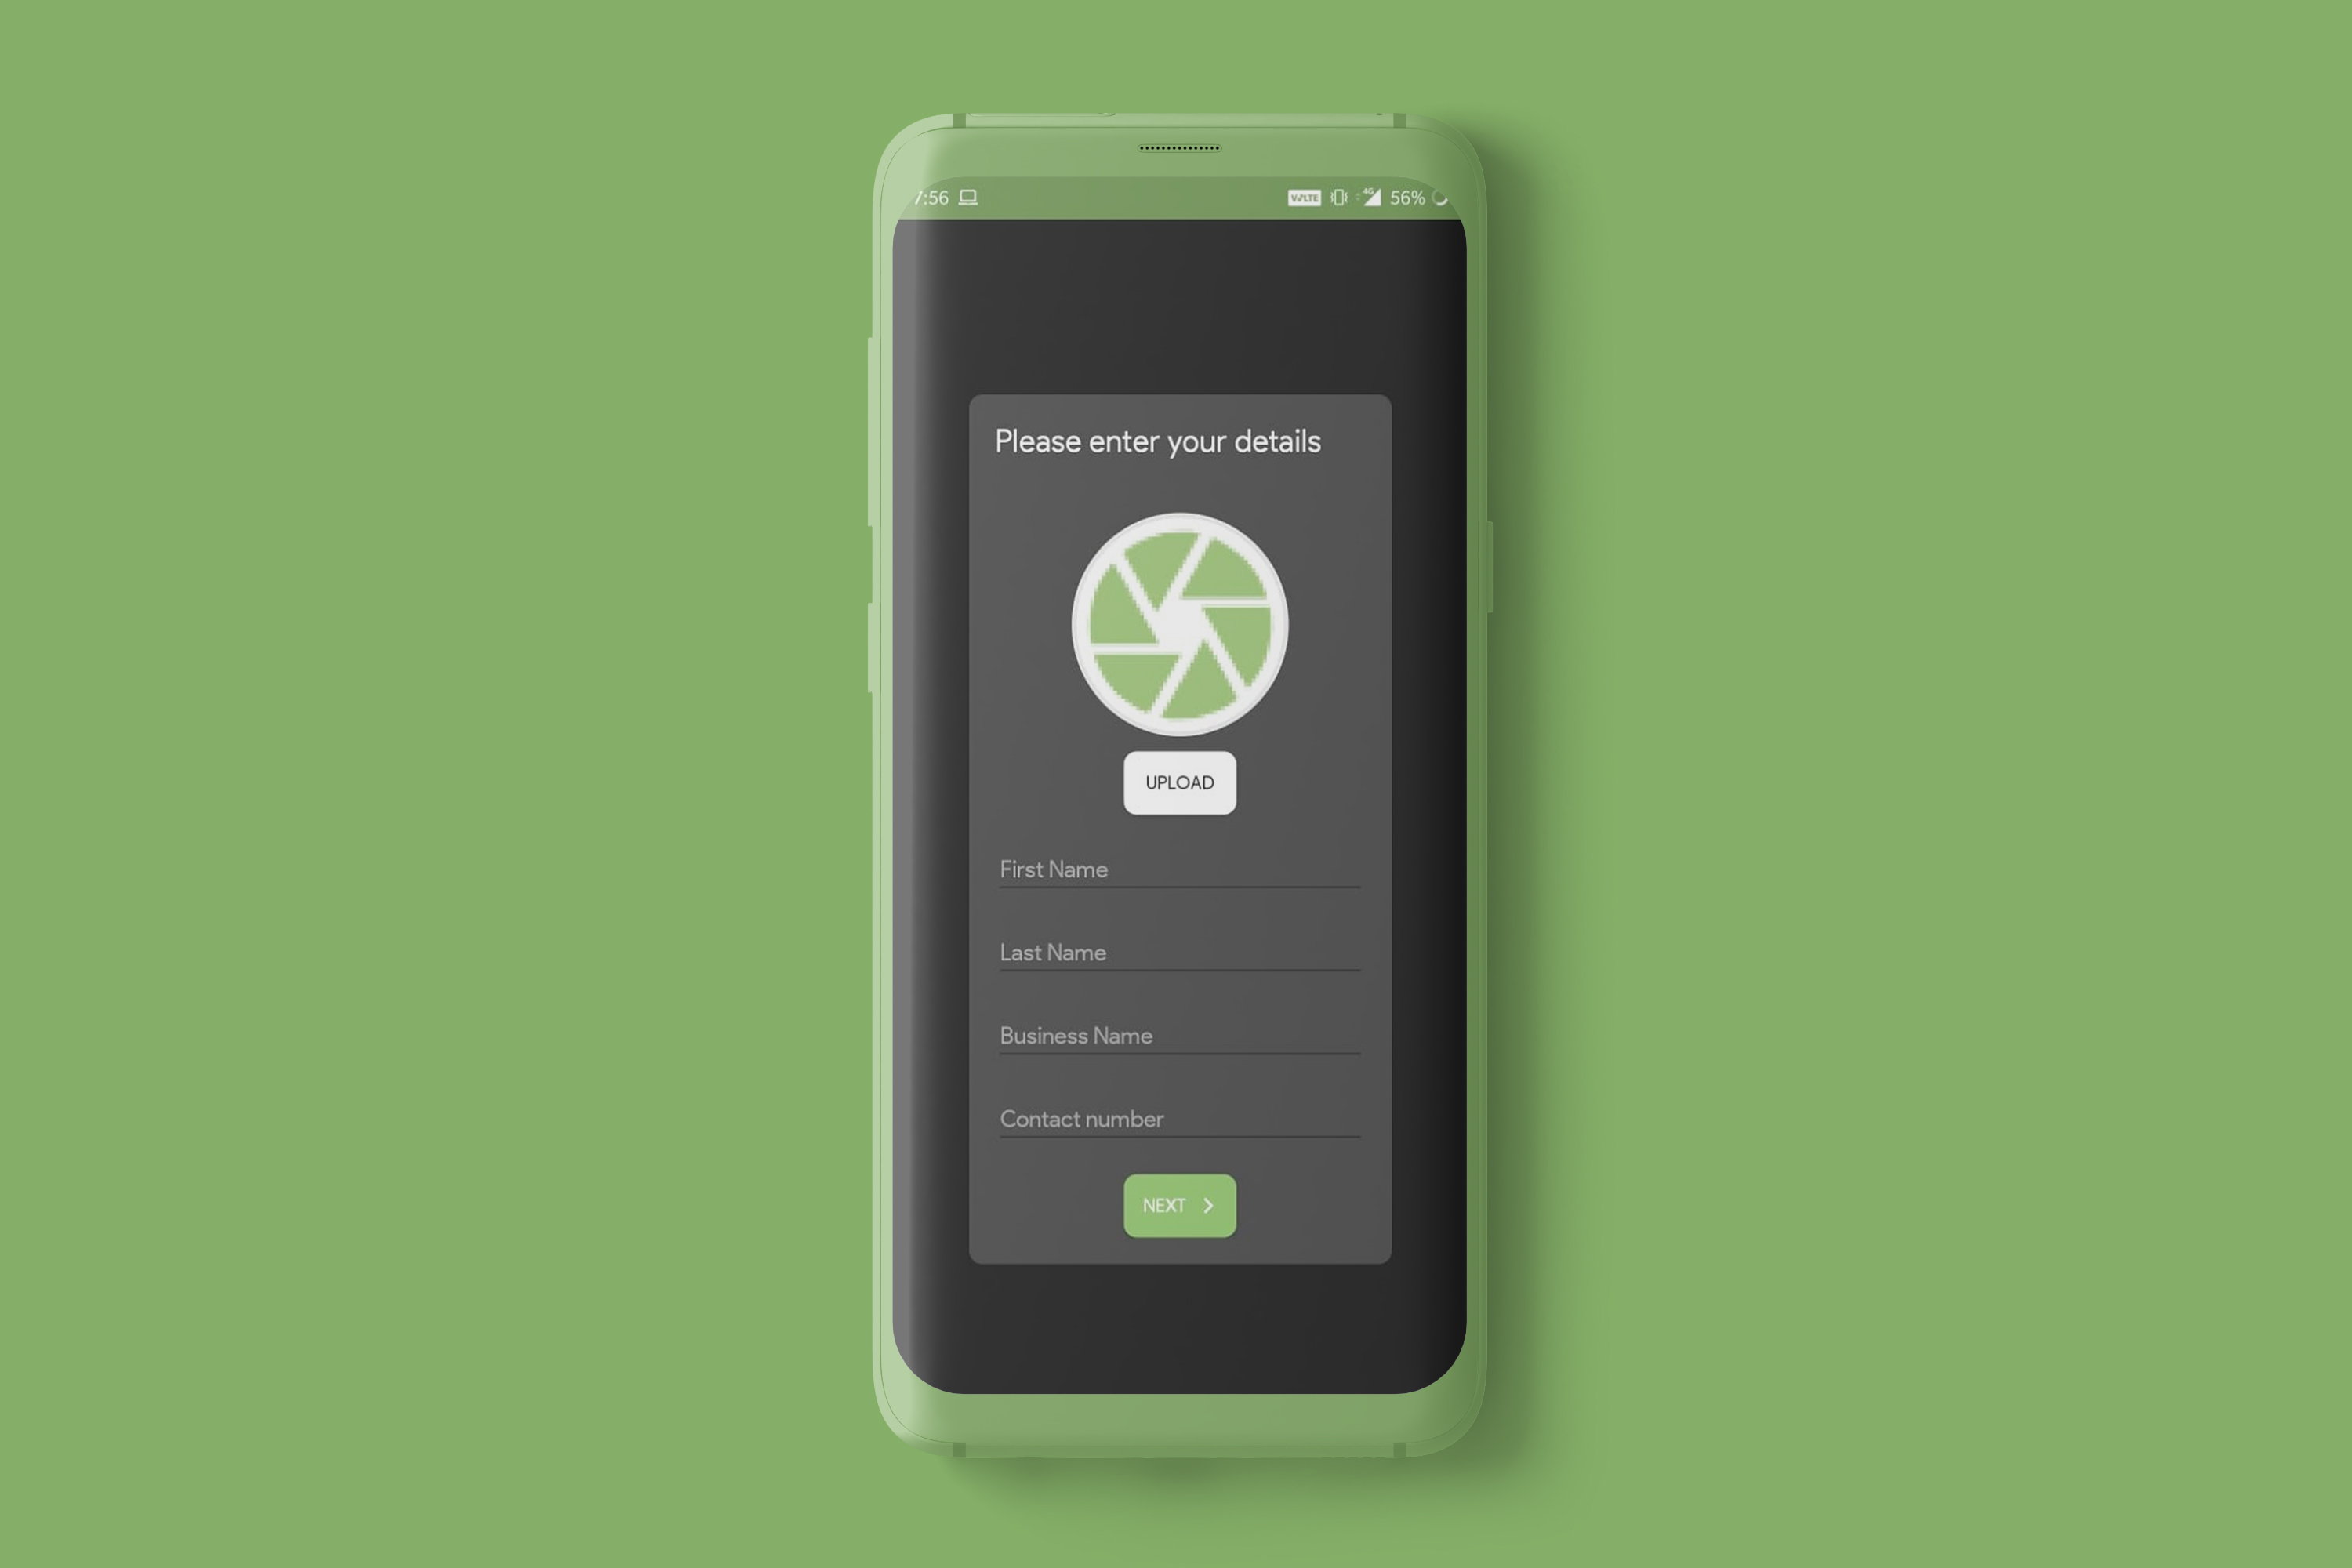 7:56 VoLTE 4G 56%
Please enter your details
UPLOAD
First Name
Last Name
Business Name
Contact number
NEXT